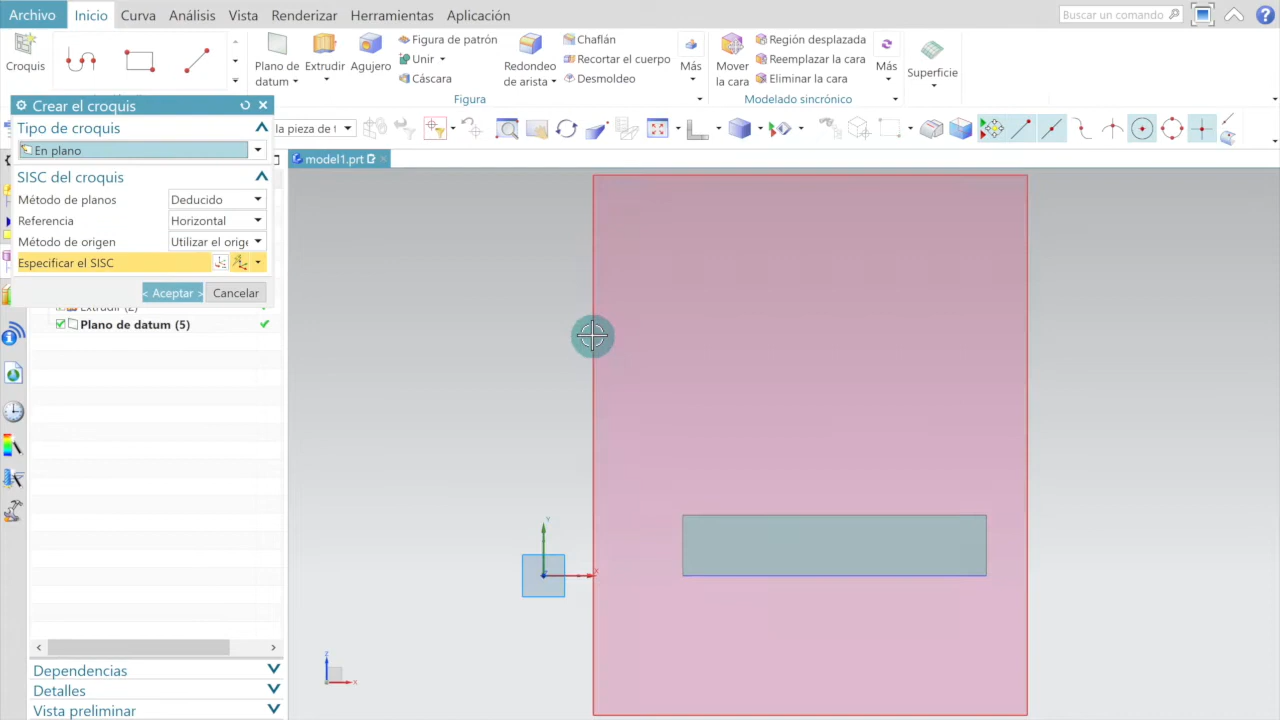 Archivo Inicio Curva Análisis Vista Renderizar Herramientas Aplicación Buscar un comando
Croquis
Plano de datum
Extrudir
Agujero
Figura de patrón
Unir
Cáscara
Redondeo de arista
Chaflán
Recortar el cuerpo
Desmoldeo
Más
Figura
Mover la cara
Región desplazada
Reemplazar la cara
Eliminar la cara
Más
Modelado sincrónico
Superficie
la pieza de t
model1.prt
Crear el croquis
Tipo de croquis
En plano
SISC del croquis
Método de planos Deducido
Referencia Horizontal
Método de origen Utilizar el orige
Especificar el SISC
< Aceptar > Cancelar
Extrudir (2)
Plano de datum (5)
Y
X
Z
X
Dependencias
Detalles
Vista preliminar